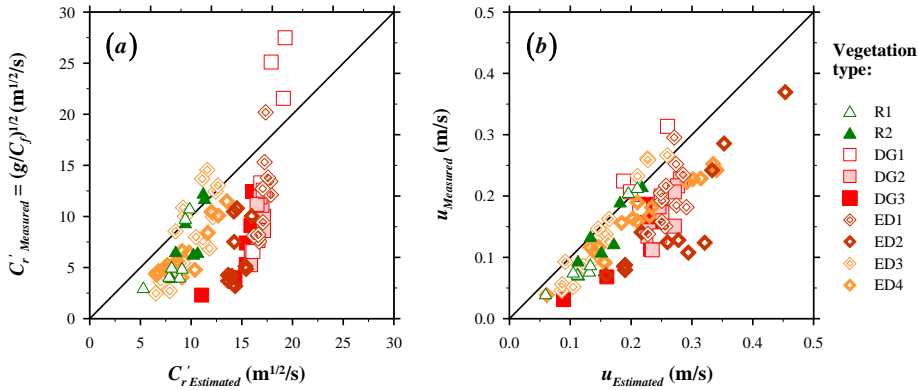 (a)
C'r Measured = (g/Cf)^1/2 (m^1/2/s)
30
25
20
15
10
5
0
0 5 10 15 20 25 30
C'r Estimated (m^1/2/s)
(b)
uMeasured (m/s)
0.5
0.4
0.3
0.2
0.1
0.0
0.0 0.1 0.2 0.3 0.4 0.5
uEstimated (m/s)
Vegetation
type:
R1
R2
DG1
DG2
DG3
ED1
ED2
ED3
ED4